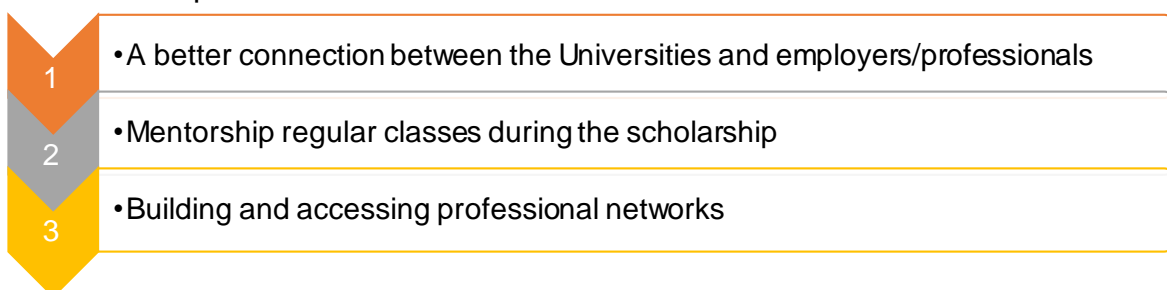 1
•A better connection between the Universities and employers/professionals
2
•Mentorship regular classes during the scholarship
3
•Building and accessing professional networks